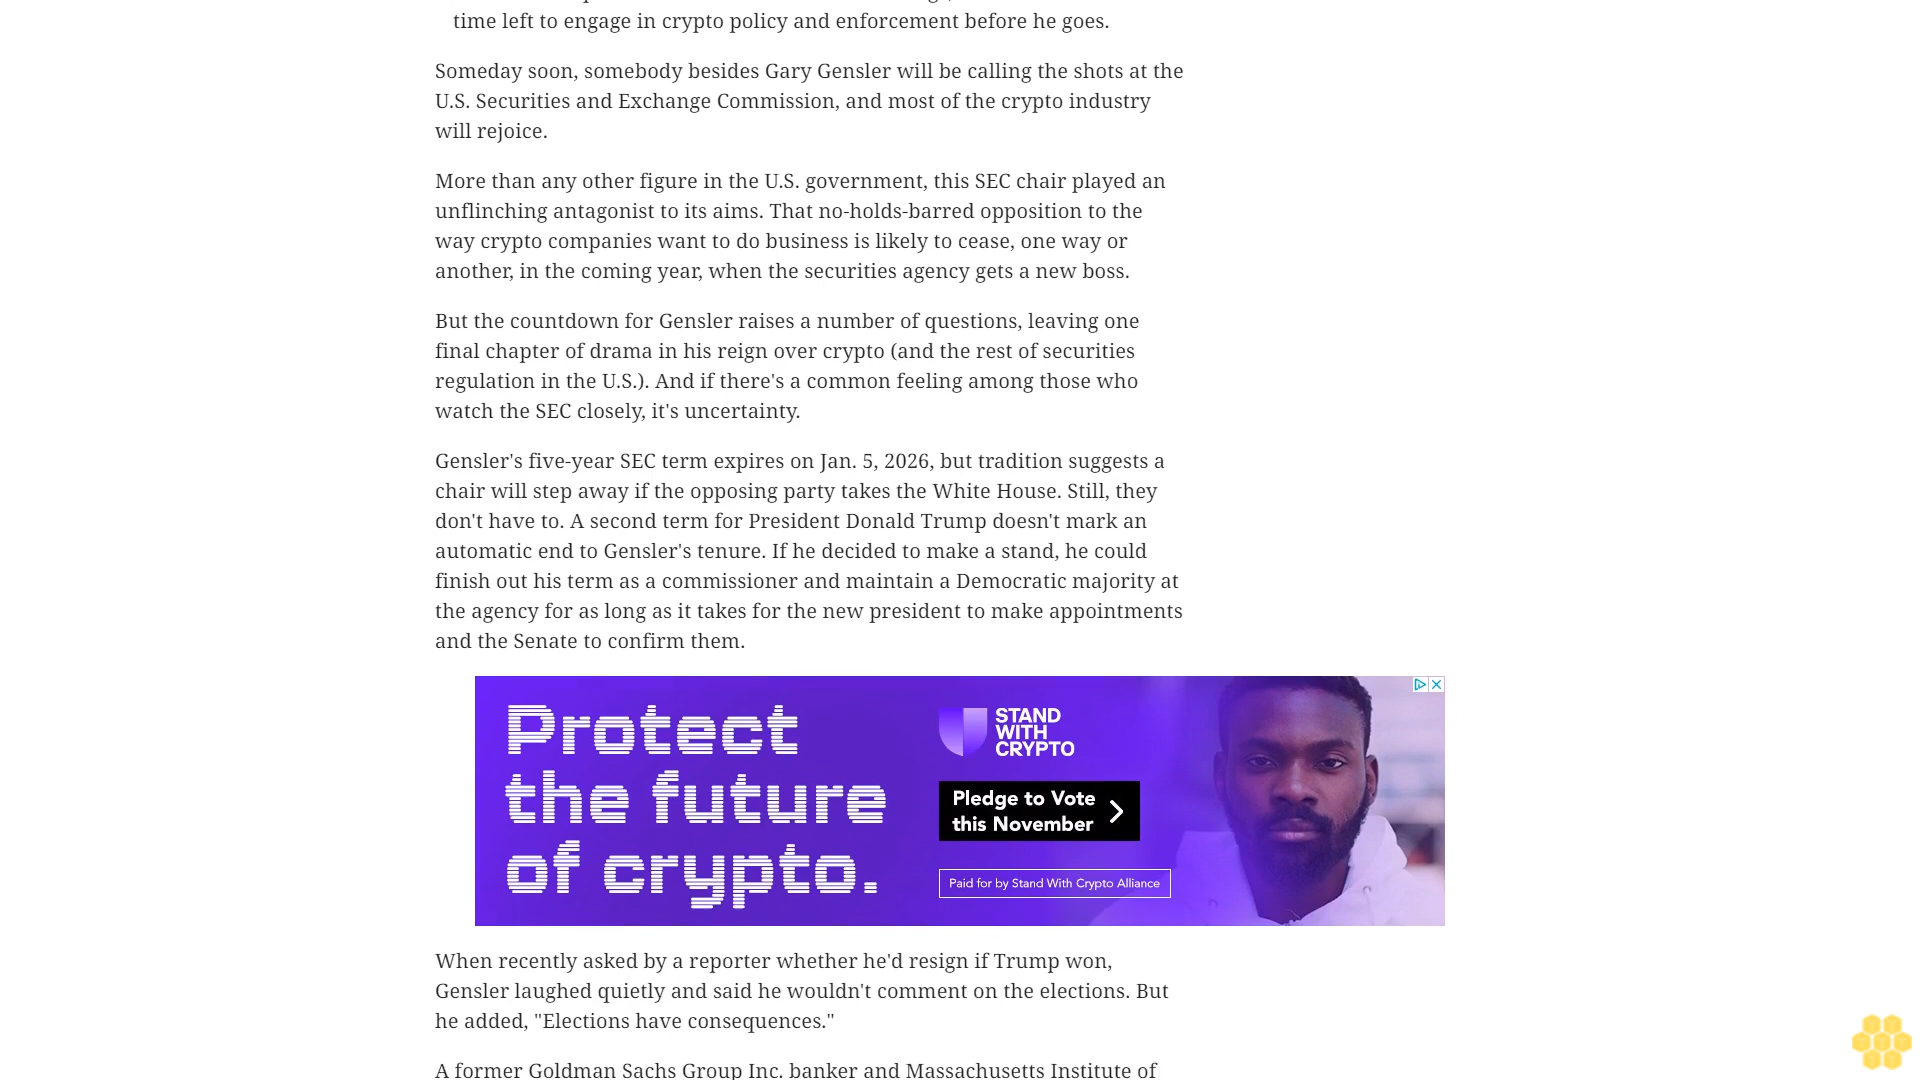 time left to engage in crypto policy and enforcement before he goes.
Someday soon, somebody besides Gary Gensler will be calling the shots at the
U.S. Securities and Exchange Commission, and most of the crypto industry
will rejoice.
More than any other figure in the U.S. government, this SEC chair played an
unflinching antagonist to its aims. That no-holds-barred opposition to the
way crypto companies want to do business is likely to cease, one way or
another, in the coming year, when the securities agency gets a new boss.
But the countdown for Gensler raises a number of questions, leaving one
final chapter of drama in his reign over crypto (and the rest of securities
regulation in the U.S.). And if there's a common feeling among those who
watch the SEC closely, it's uncertainty.
Gensler's five-year SEC term expires on Jan. 5, 2026, but tradition suggests a
chair will step away if the opposing party takes the White House. Still, they
don't have to. A second term for President Donald Trump doesn't mark an
automatic end to Gensler's tenure. If he decided to make a stand, he could
finish out his term as a commissioner and maintain a Democratic majority at
the agency for as long as it takes for the new president to make appointments
and the Senate to confirm them.
Protect
the future
of crypto.
STAND
WITH
CRYPTO
Pledge to Vote
this November
Paid for by Stand With Crypto Alliance
When recently asked by a reporter whether he'd resign if Trump won,
Gensler laughed quietly and said he wouldn't comment on the elections. But
he added, "Elections have consequences."
A former Goldman Sachs Group Inc. banker and Massachusetts Institute of